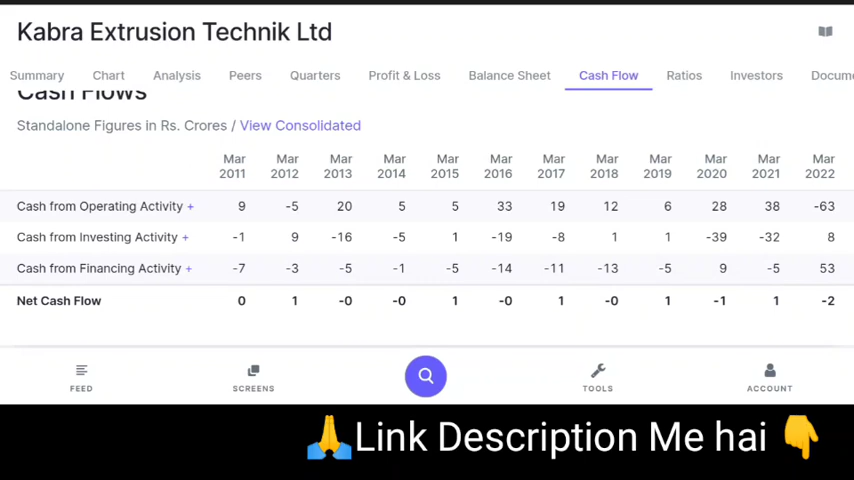 Kabra Extrusion Technik Ltd
Summary Chart Analysis Peers Quarters Profit & Loss Balance Sheet Cash Flow Ratios Investors Docume
Cash Flows
Standalone Figures in Rs. Crores / View Consolidated
Mar 2011 Mar 2012 Mar 2013 Mar 2014 Mar 2015 Mar 2016 Mar 2017 Mar 2018 Mar 2019 Mar 2020 Mar 2021 Mar 2022
Cash from Operating Activity + 9 -5 20 5 5 33 19 12 6 28 38 -63
Cash from Investing Activity + -1 9 -16 -5 1 -19 -8 1 1 -39 -32 8
Cash from Financing Activity + -7 -3 -5 -1 -5 -14 -11 -13 -5 9 -5 53
Net Cash Flow 0 1 -0 -0 1 -0 1 -0 1 -1 1 -2
FEED SCREENS TOOLS ACCOUNT
🙏Link Description Me hai 👇